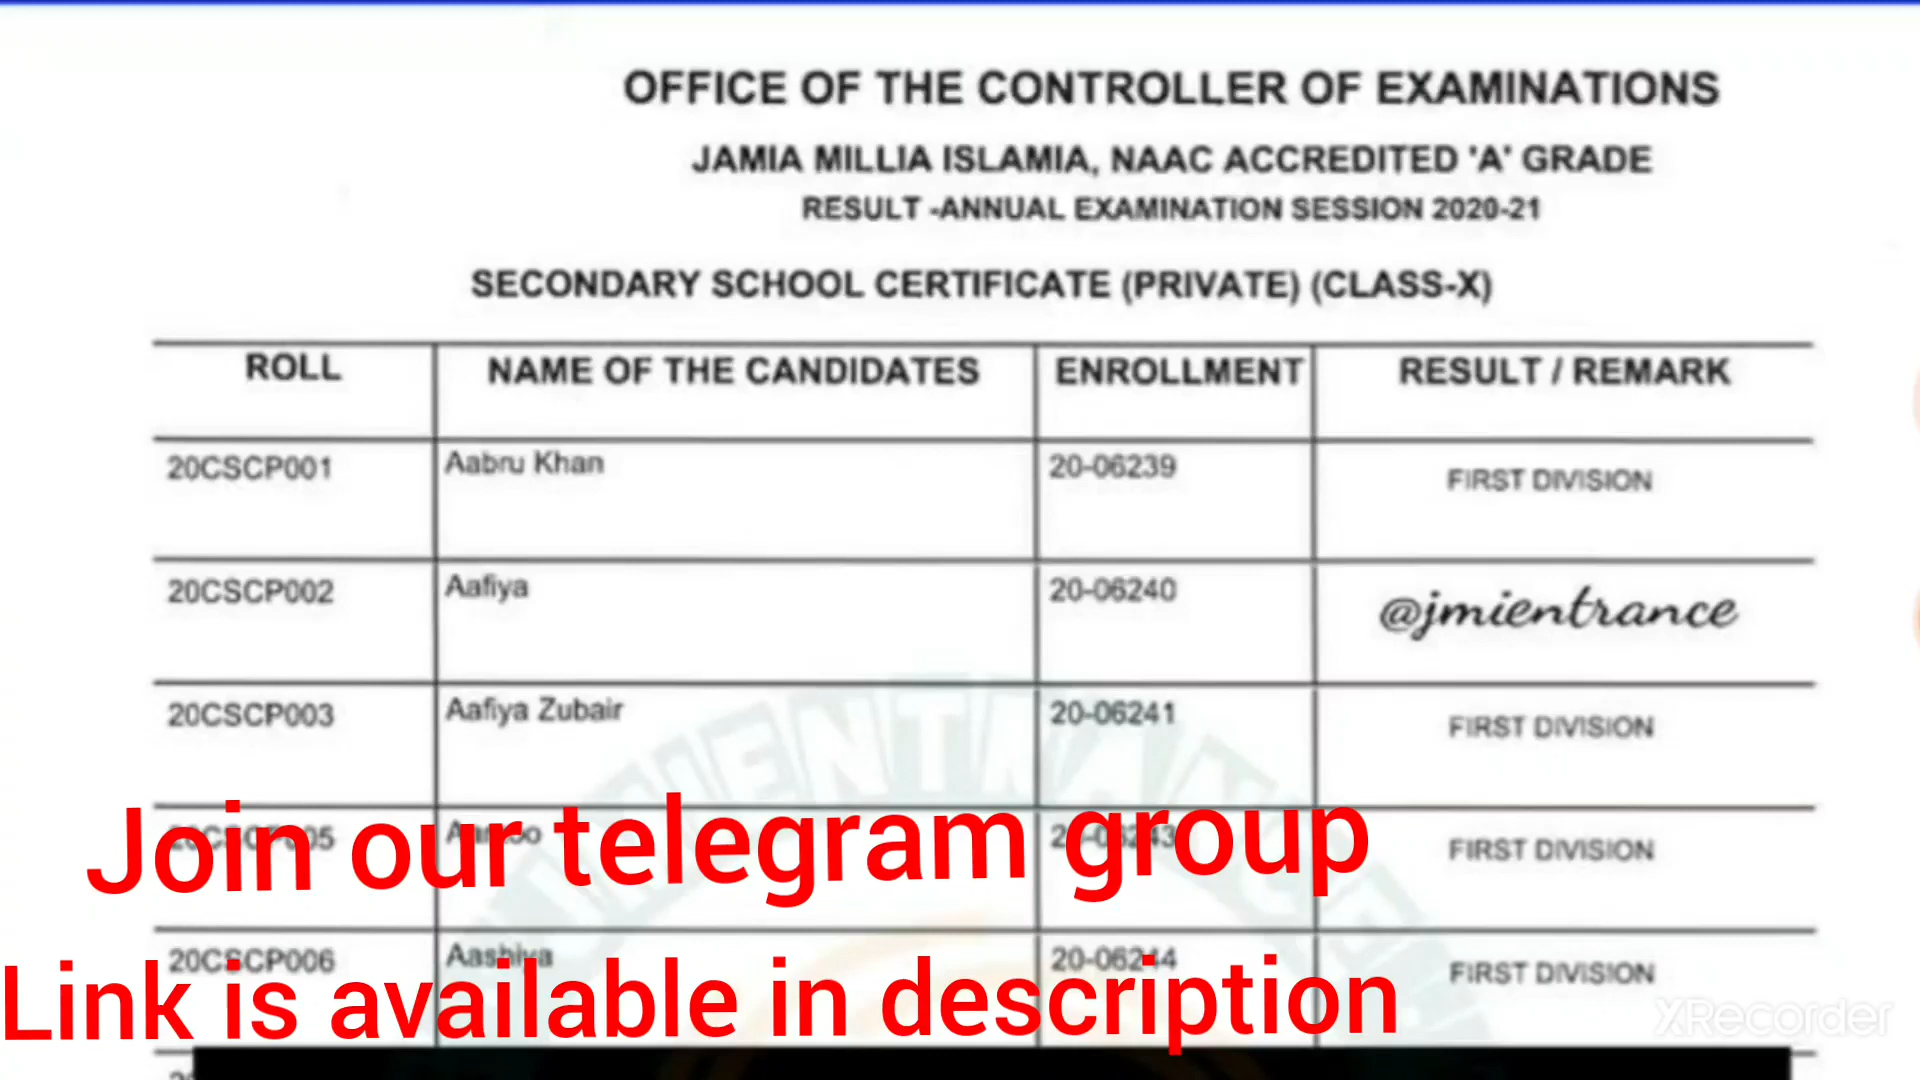 OFFICE OF THE CONTROLLER OF EXAMINATIONS
JAMIA MILLIA ISLAMIA, NAAC ACCREDITED 'A' GRADE
RESULT -ANNUAL EXAMINATION SESSION 2020-21
SECONDARY SCHOOL CERTIFICATE (PRIVATE) (CLASS-X)
ROLL NAME OF THE CANDIDATES ENROLLMENT RESULT / REMARK
20CSCP001 Aabru Khan 20-06239 FIRST DIVISION
20CSCP002 Aafiya 20-06240 @jmientrance
20CSCP003 Aafiya Zubair 20-06241 FIRST DIVISION
FIRST DIVISION
Join our telegram group
20CSCP006 Aashiya 20-06244 FIRST DIVISION
Link is available in description
XRecorder